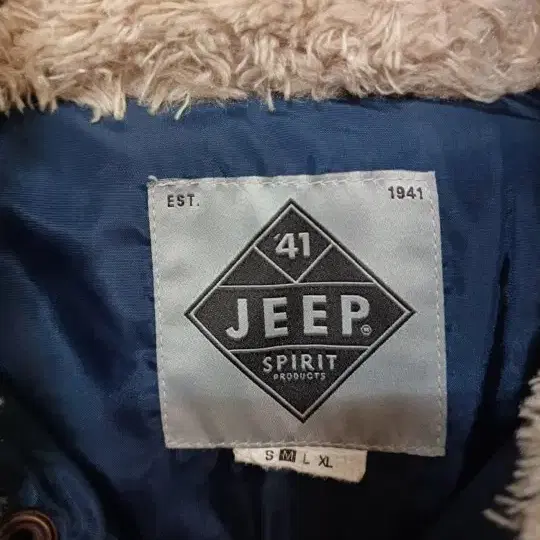 EST. 1941
'41
JEEP®
SPIRIT
PRODUCTS
S M L XL